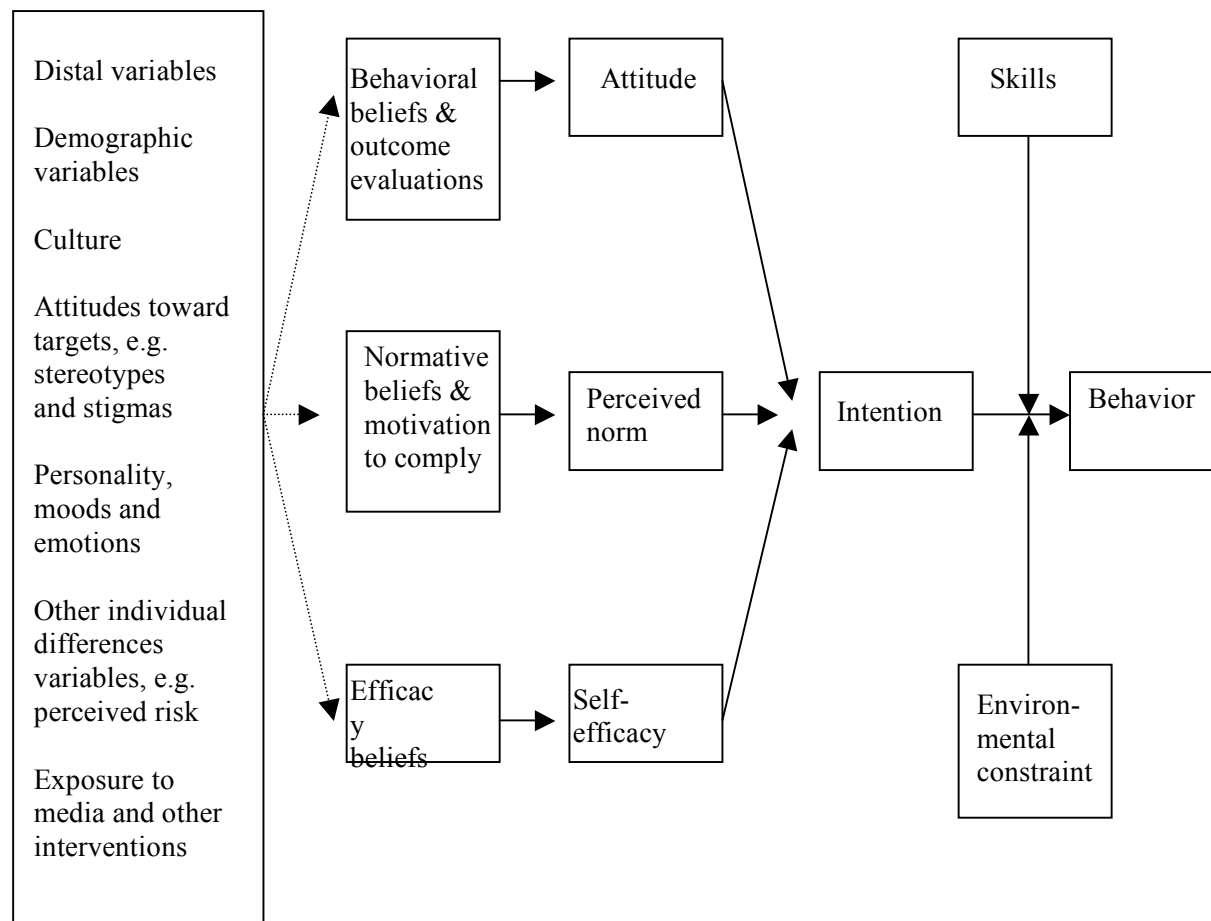 Distal variables
Demographic
variables
Culture
Attitudes toward
targets, e.g.
stereotypes
and stigmas
Personality,
moods and
emotions
Other individual
differences
variables, e.g.
perceived risk
Exposure to
media and other
interventions
Behavioral
beliefs &
outcome
evaluations
Attitude
Normative
beliefs &
motivation
to comply
Perceived
norm
Efficac
y
beliefs
Self-
efficacy
Intention
Skills
Behavior
Environ-
mental
constraint